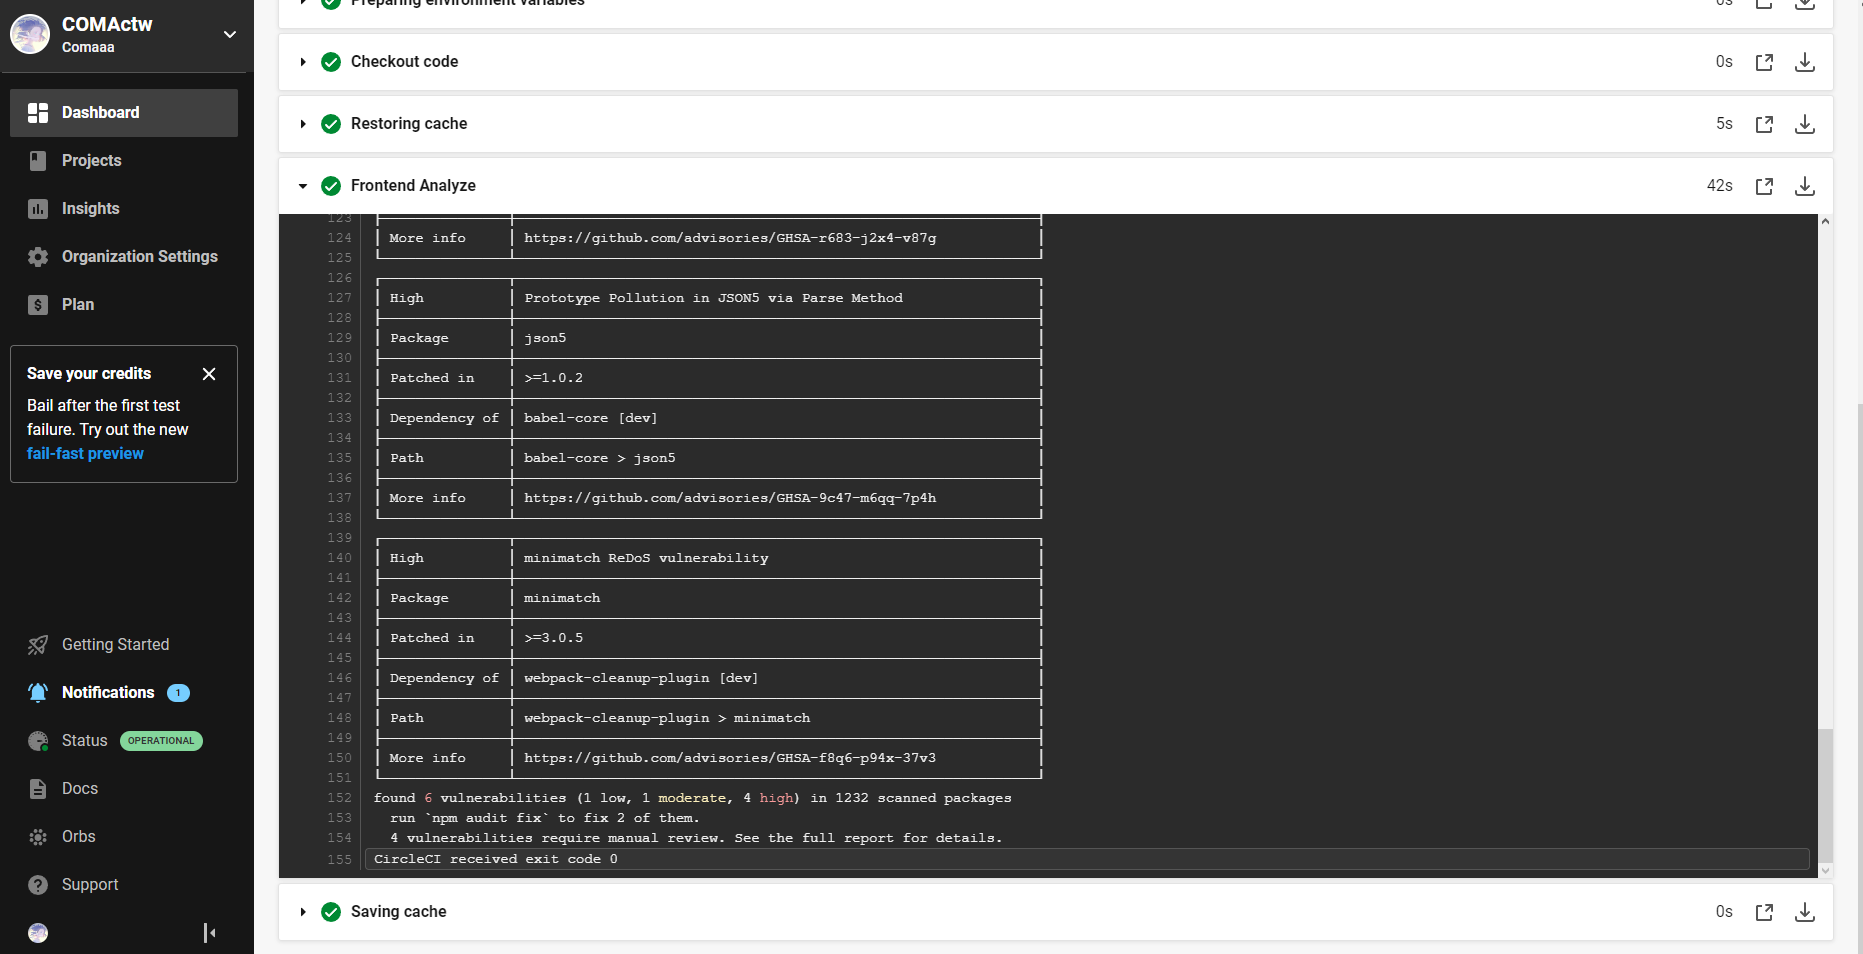 COMActw
Comaaa
Dashboard
Projects
Insights
Organization Settings
Plan
Save your credits
Bail after the first test
failure. Try out the new
fail-fast preview
Getting Started
Notifications 1
Status OPERATIONAL
Docs
Orbs
Support
Preparing environment variables 0s
Checkout code 0s
Restoring cache 5s
Frontend Analyze 42s
123
124 More info https://github.com/advisories/GHSA-r683-j2x4-v87g
125
126
127 High Prototype Pollution in JSON5 via Parse Method
128
129 Package json5
130
131 Patched in >=1.0.2
132
133 Dependency of babel-core [dev]
134
135 Path babel-core > json5
136
137 More info https://github.com/advisories/GHSA-9c47-m6qq-7p4h
138
139
140 High minimatch ReDoS vulnerability
141
142 Package minimatch
143
144 Patched in >=3.0.5
145
146 Dependency of webpack-cleanup-plugin [dev]
147
148 Path webpack-cleanup-plugin > minimatch
149
150 More info https://github.com/advisories/GHSA-f8q6-p94x-37v3
151
152 found 6 vulnerabilities (1 low, 1 moderate, 4 high) in 1232 scanned packages
153 run `npm audit fix` to fix 2 of them.
154 4 vulnerabilities require manual review. See the full report for details.
155 CircleCI received exit code 0
Saving cache 0s